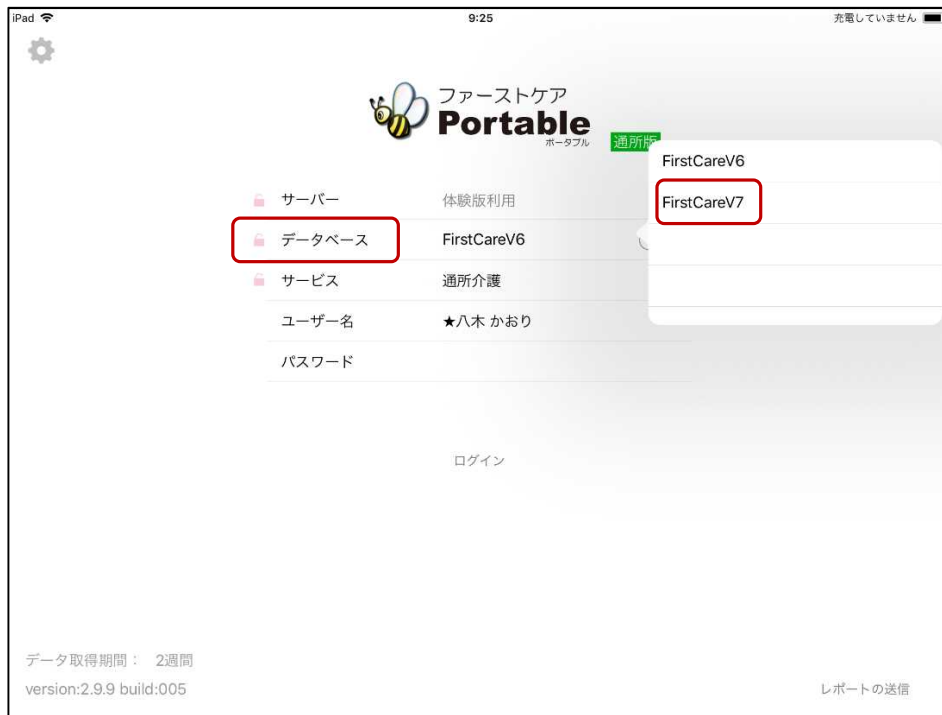 iPad 9:25 充電していません
ファーストケア
Portable
ポータブル
通所版
FirstCareV6
FirstCareV7
サーバー 体験版利用
データベース FirstCareV6
サービス 通所介護
ユーザー名 ★八木 かおり
パスワード
ログイン
データ取得期間： 2週間
version:2.9.9 build:005 レポートの送信